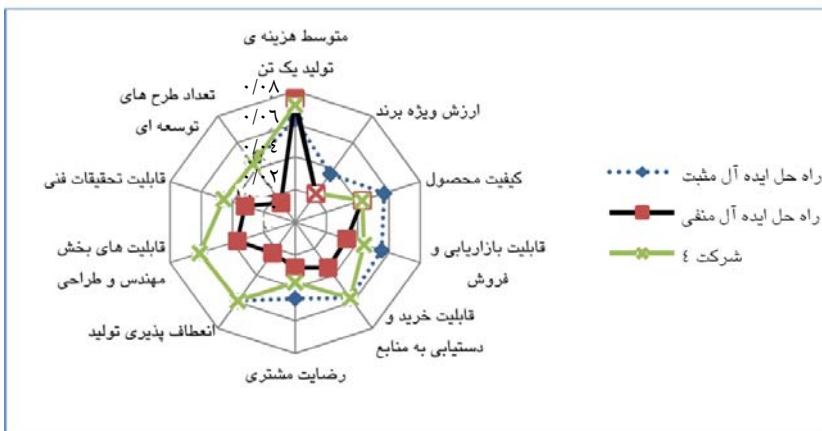 متوسط هزینه ی
تولید یک تن
ارزش ویژه برند
کیفیت محصول
قابلیت بازاریابی و
فروش
قابلیت خرید و
دستیابی به منابع
رضایت مشتری
انعطاف پذیری تولید
قابلیت های بخش
مهندس و طراحی
قابلیت تحقیقات فنی
تعداد طرح های
توسعه ای
۰/۰۸
۰/۰۶
۰/۰۴
۰/۰۲
راه حل ایده آل مثبت
راه حل ایده آل منفی
شرکت ٤